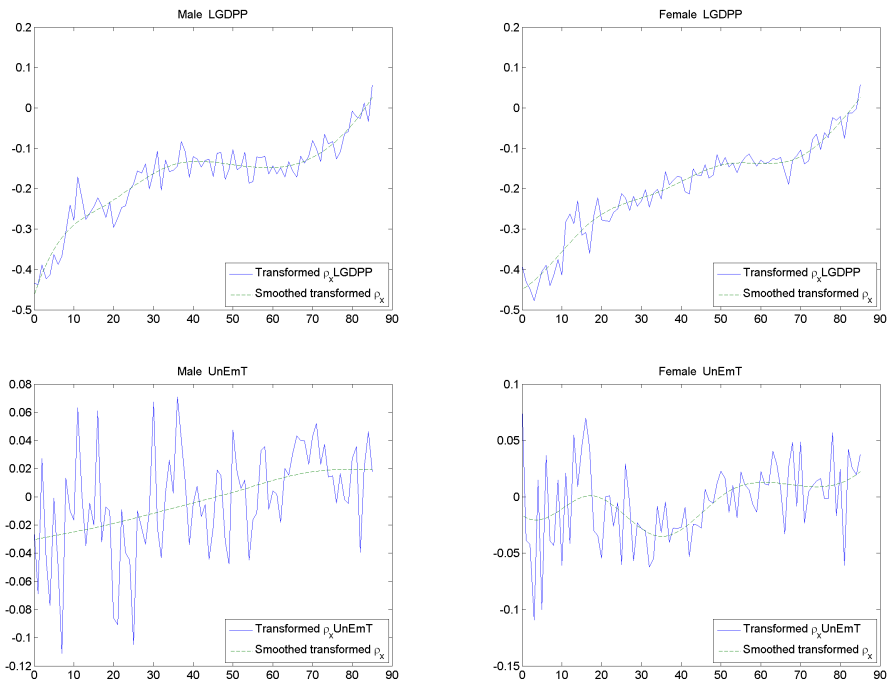 Male LGDPP
0.2
0.1
0
-0.1
-0.2
-0.3
-0.4
-0.5
0 10 20 30 40 50 60 70 80 90
Transformed ρxLGDPP
Smoothed transformed ρx
Female LGDPP
0.2
0.1
0
-0.1
-0.2
-0.3
-0.4
-0.5
0 10 20 30 40 50 60 70 80 90
Transformed ρxLGDPP
Smoothed transformed ρx
Male UnEmT
0.08
0.06
0.04
0.02
0
-0.02
-0.04
-0.06
-0.08
-0.1
-0.12
0 10 20 30 40 50 60 70 80 90
Transformed ρxUnEmT
Smoothed transformed ρx
Female UnEmT
0.1
0.05
0
-0.05
-0.1
-0.15
0 10 20 30 40 50 60 70 80 90
Transformed ρxUnEmT
Smoothed transformed ρx